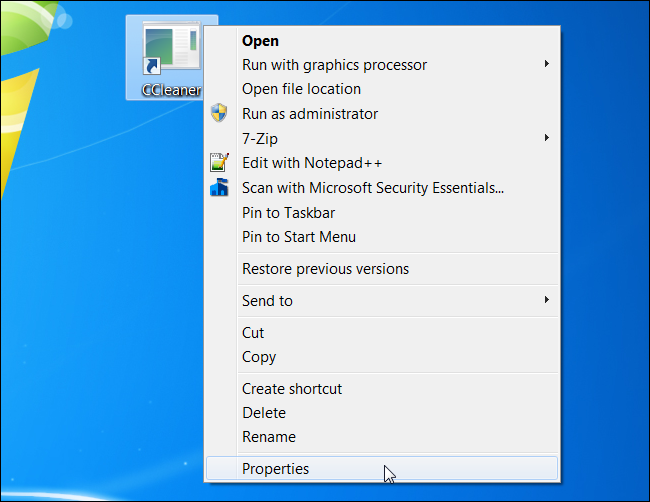 CCleaner
Open
Run with graphics processor
Open file location
Run as administrator
7-Zip
Edit with Notepad++
Scan with Microsoft Security Essentials...
Pin to Taskbar
Pin to Start Menu
Restore previous versions
Send to
Cut
Copy
Create shortcut
Delete
Rename
Properties